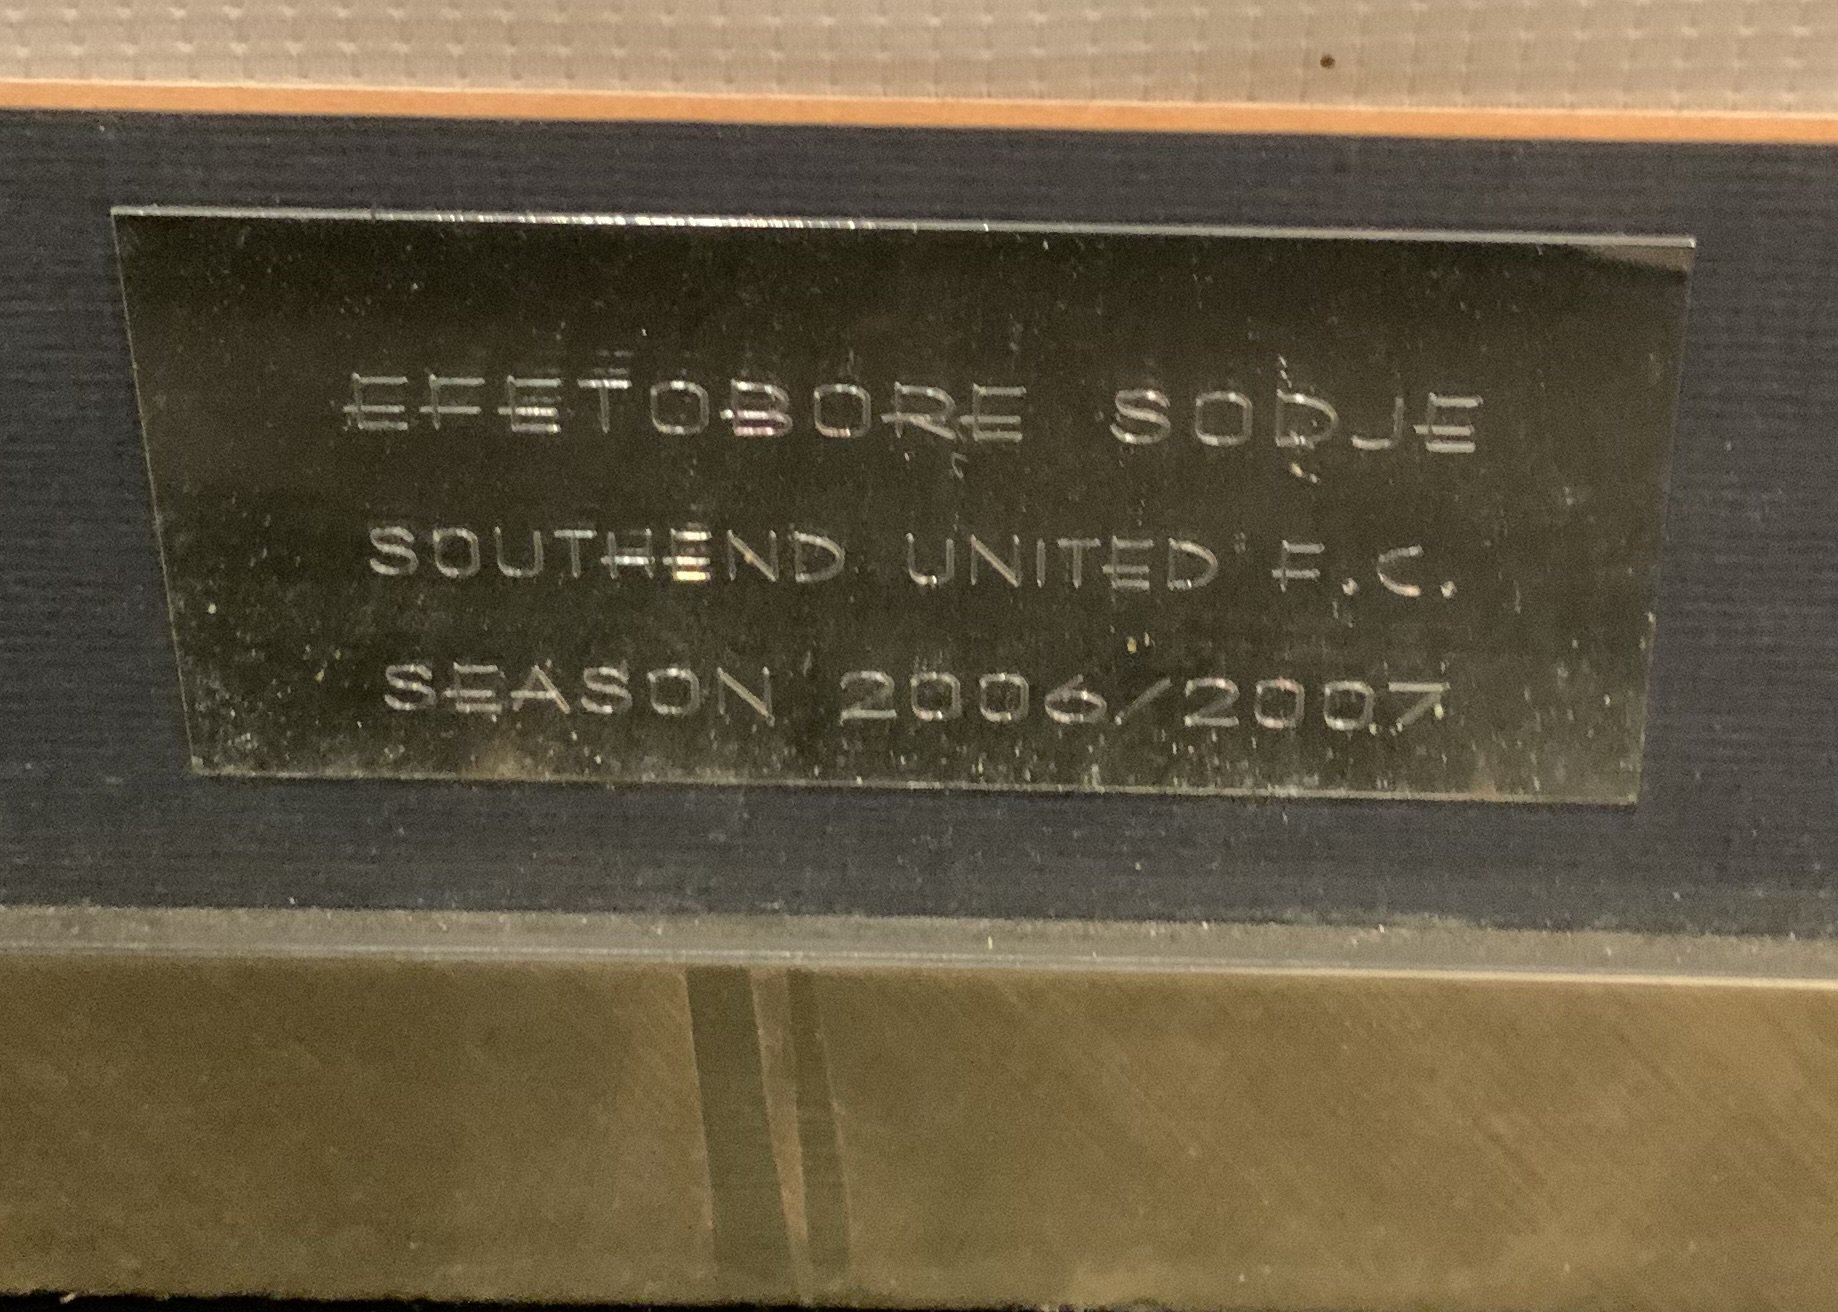 EFETOBORE SODJE
SOUTHEND UNITED F.C.
SEASON 2006/2007